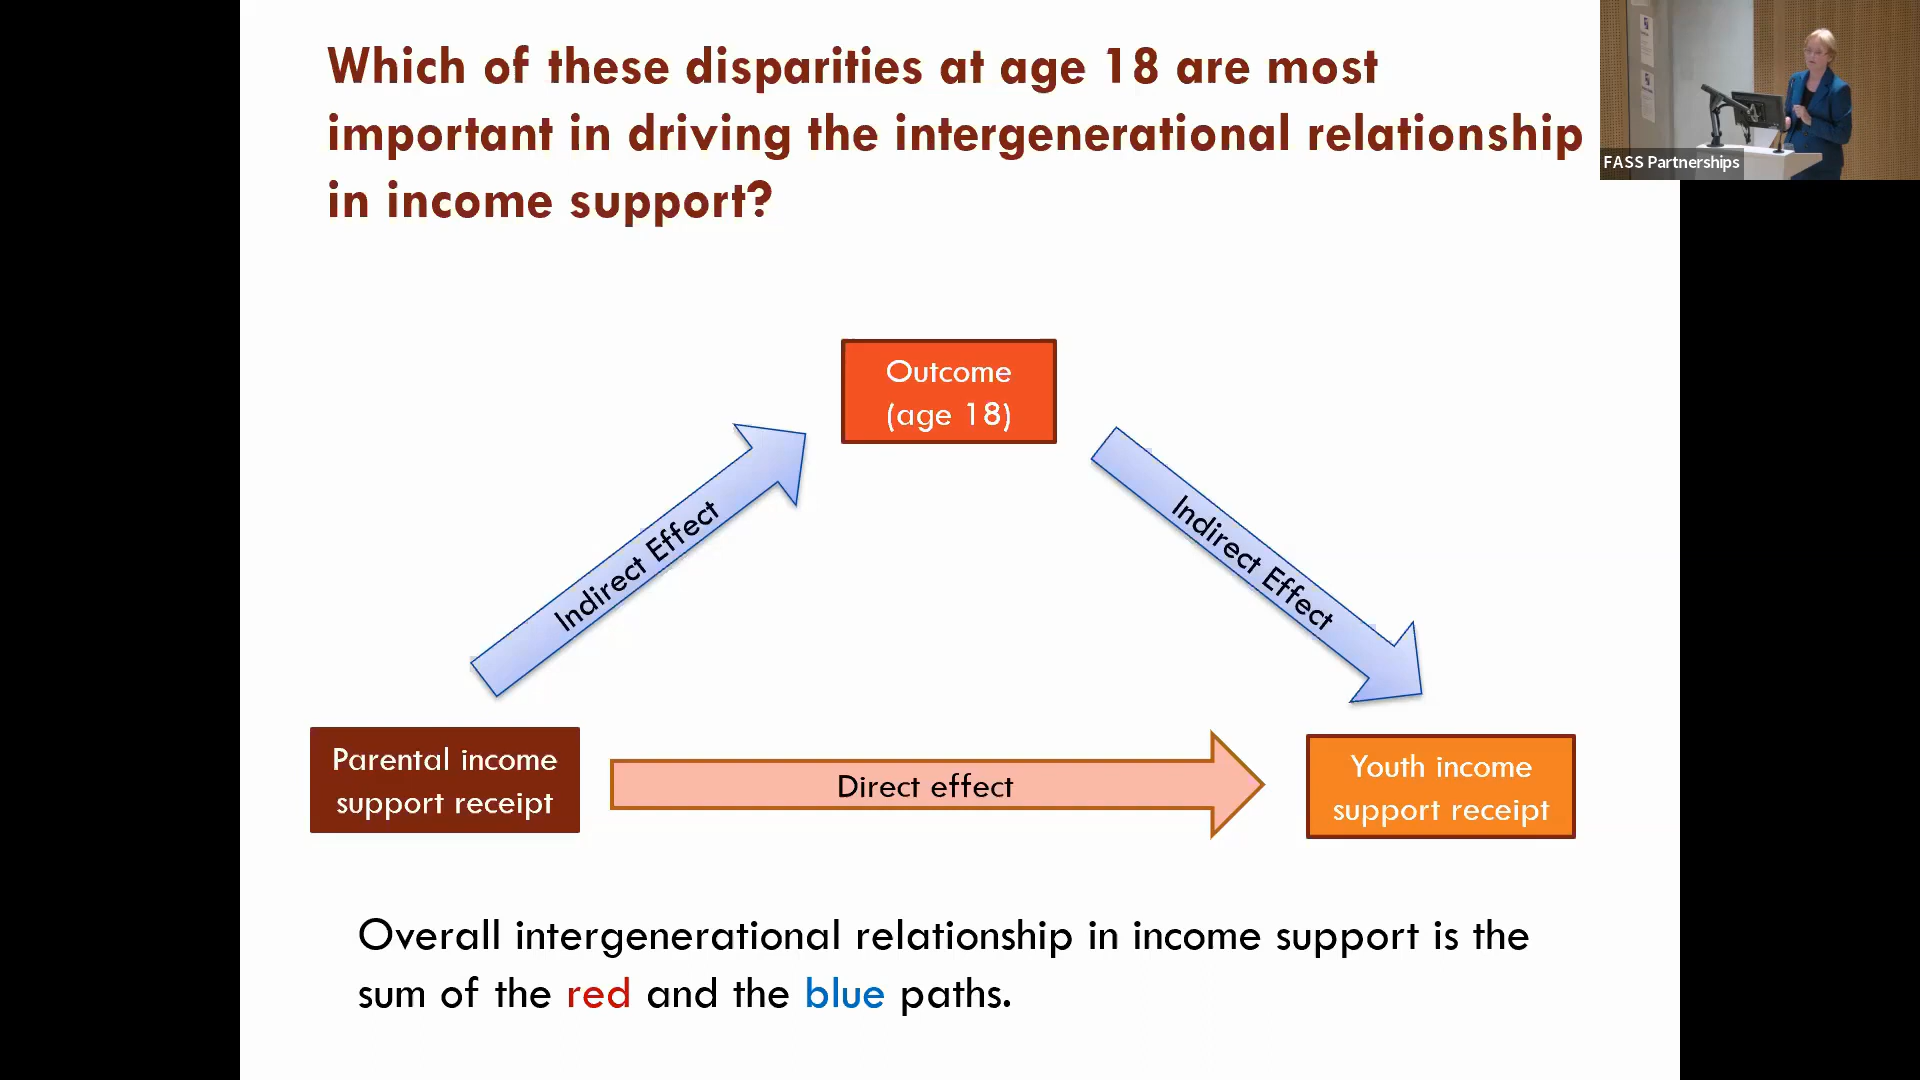 Which of these disparities at age 18 are most
important in driving the intergenerational relationship
in income support?
FASS Partnerships
Outcome
(age 18)
Indirect Effect
Indirect Effect
Parental income
support receipt
Direct effect
Youth income
support receipt
Overall intergenerational relationship in income support is the
sum of the red and the blue paths.